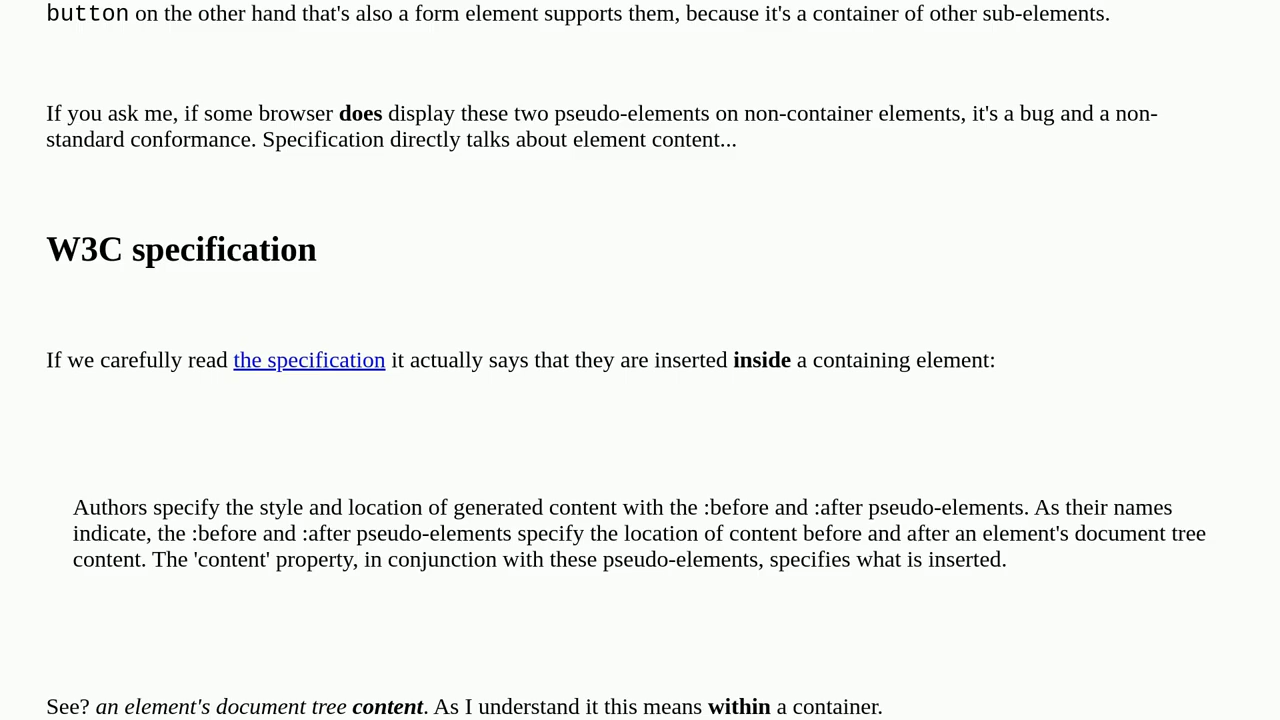 button on the other hand that's also a form element supports them, because it's a container of other sub-elements.
If you ask me, if some browser does display these two pseudo-elements on non-container elements, it's a bug and a non-
standard conformance. Specification directly talks about element content...
W3C specification
If we carefully read the specification it actually says that they are inserted inside a containing element:
Authors specify the style and location of generated content with the :before and :after pseudo-elements. As their names
indicate, the :before and :after pseudo-elements specify the location of content before and after an element's document tree
content. The 'content' property, in conjunction with these pseudo-elements, specifies what is inserted.
See? an element's document tree content. As I understand it this means within a container.